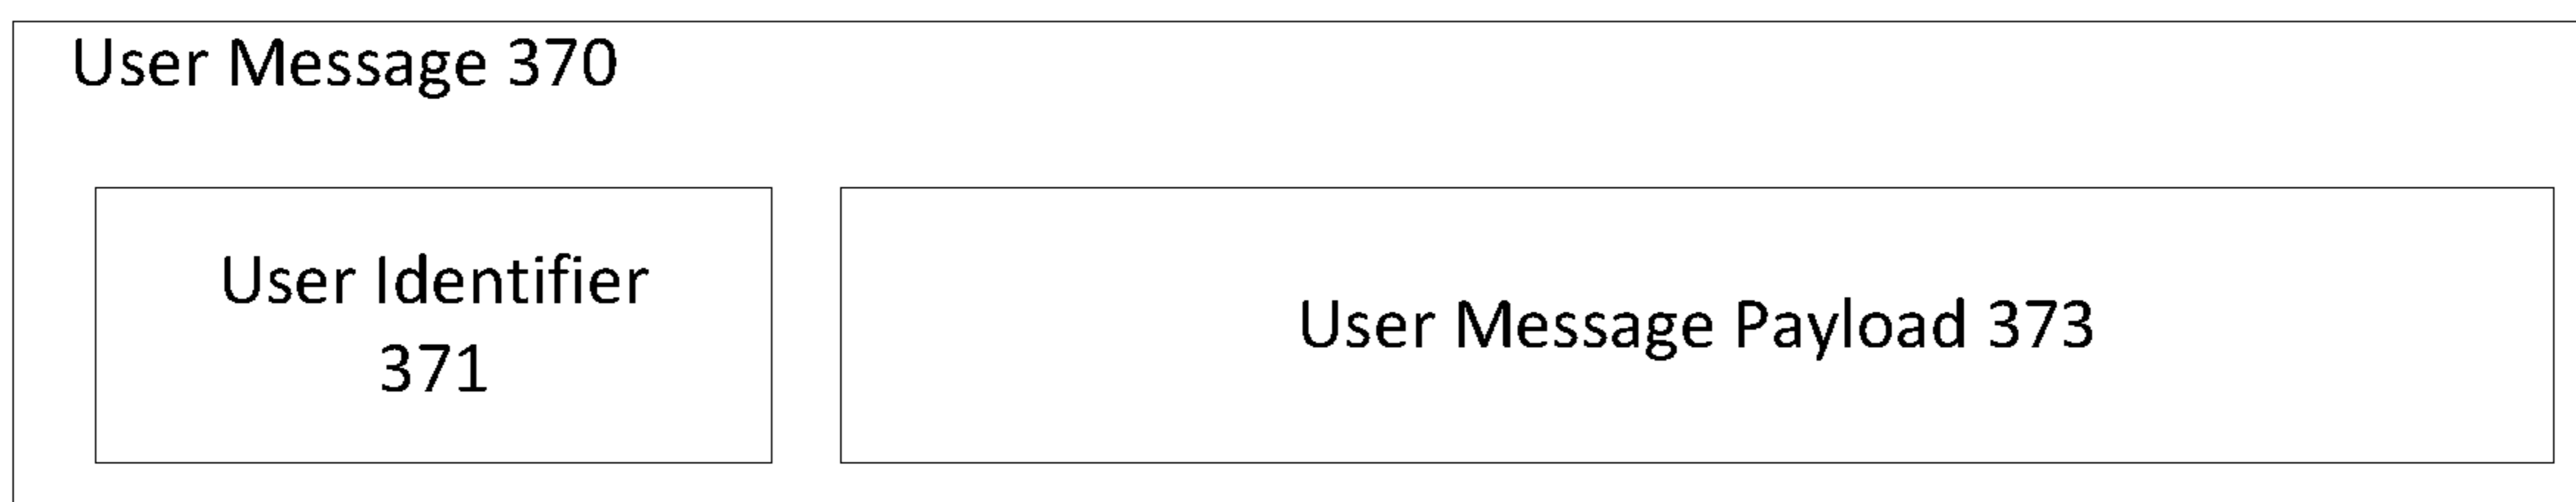 User Message 370
User Identifier
371
User Message Payload 373